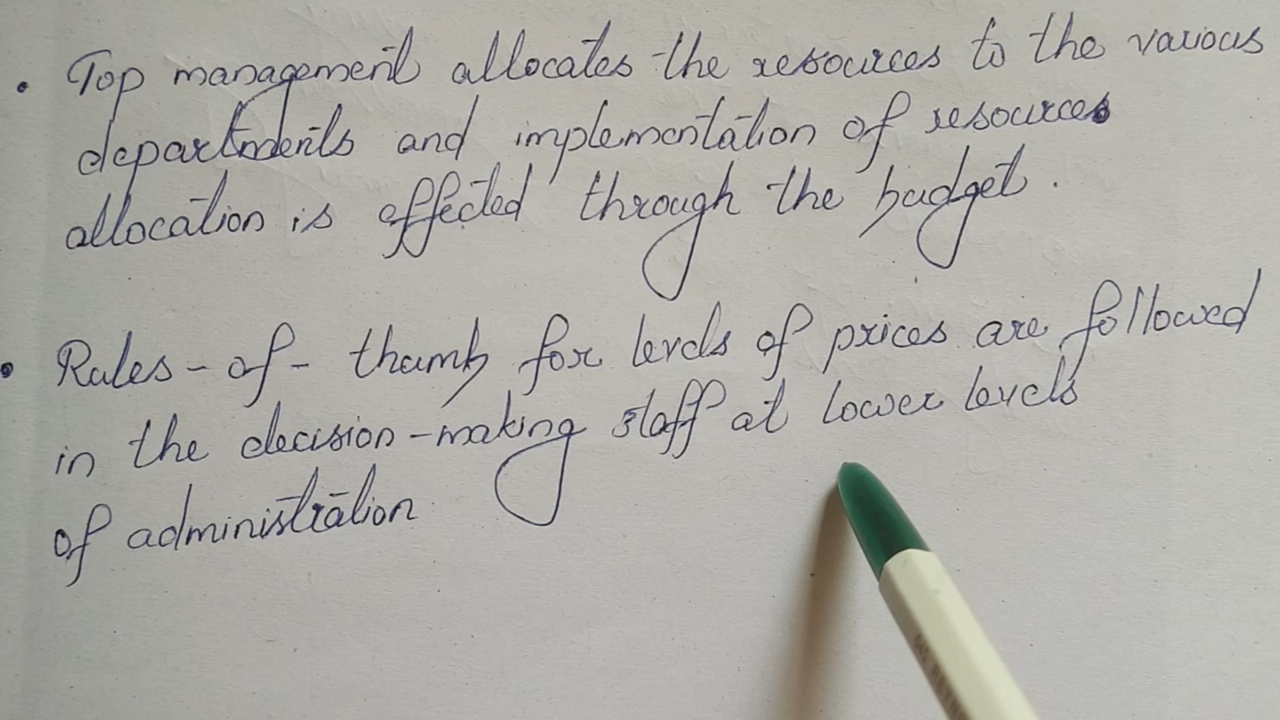 • Top management allocates the resources to the various
departments and implementation of resources
allocation is effected through the budget.
• Rules-of-thumb for levels of prices are followed
in the decision-making staff at lower levels
of administration